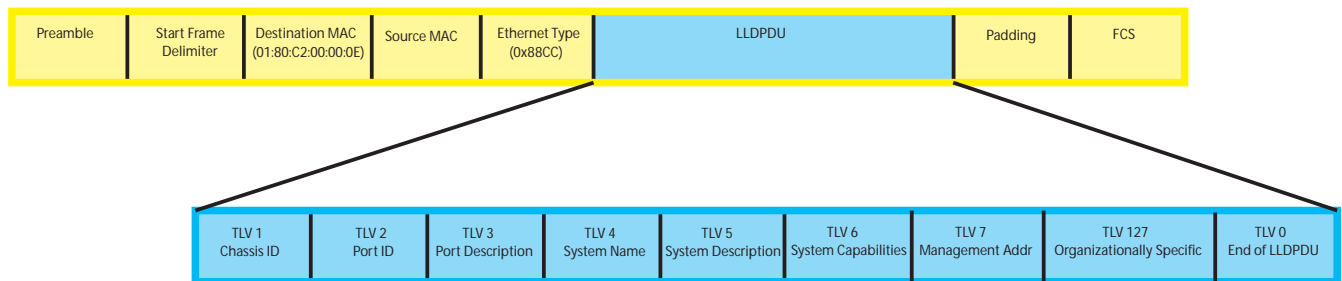 Preamble
Start Frame
Delimiter
Destination MAC
(01:80:C2:00:00:0E)
Source MAC
Ethernet Type
(0x88CC)
LLDPDU
Padding
FCS
TLV 1
Chassis ID
TLV 2
Port ID
TLV 3
Port Description
TLV 4
System Name
TLV 5
System Description
TLV 6
System Capabilities
TLV 7
Management Addr
TLV 127
Organizationally Specific
TLV 0
End of LLDPDU